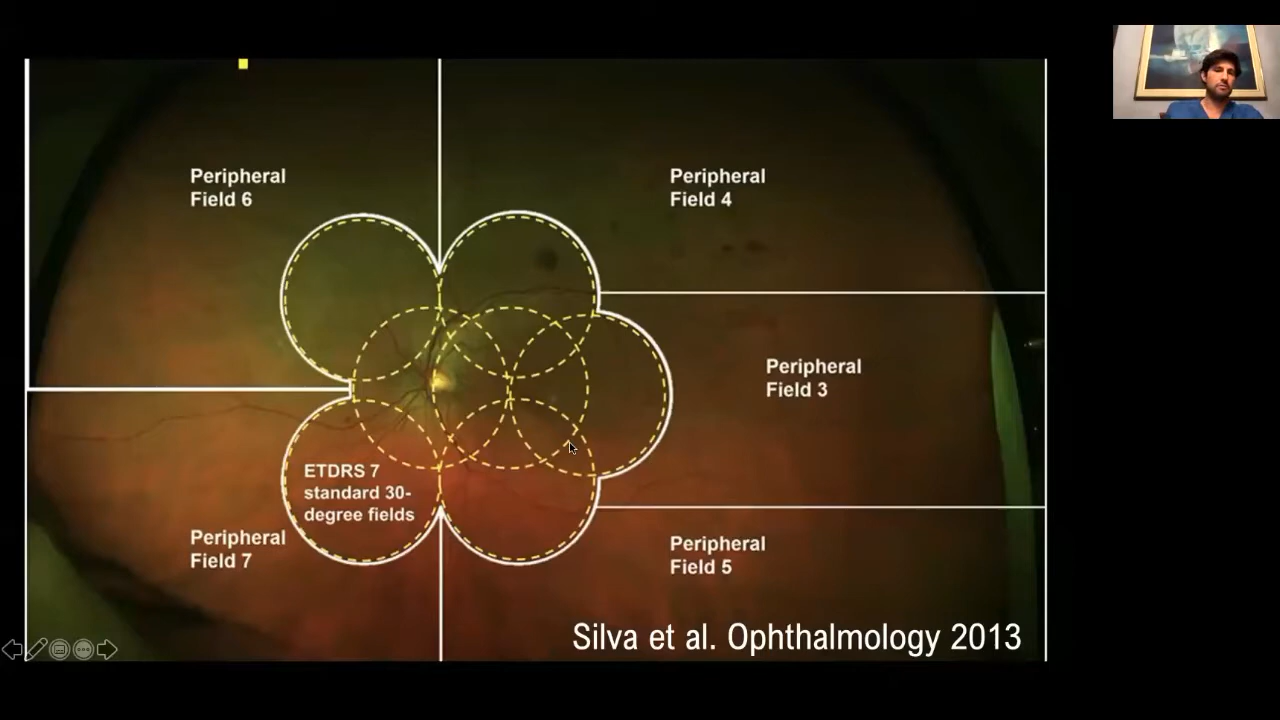 Peripheral
Field 6
Peripheral
Field 4
Peripheral
Field 3
ETDRS 7
standard 30-
degree fields
Peripheral
Field 7
Peripheral
Field 5
Silva et al. Ophthalmology 2013